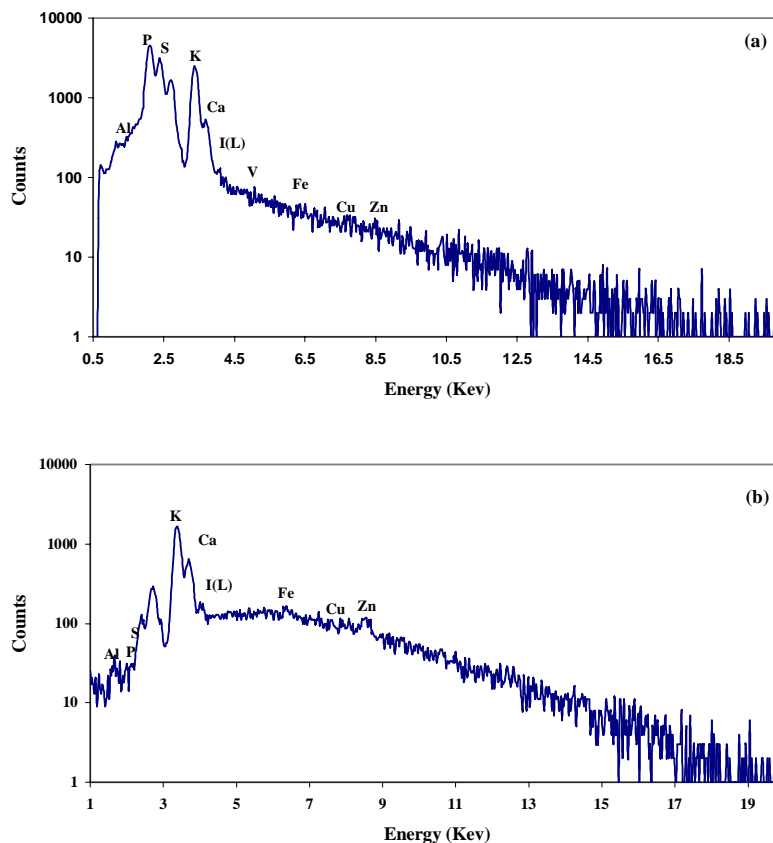 10000
(a)
P
S
K
1000
Ca
Al
I(L)
100
V
Fe
Cu
Zn
10
1
0.5 2.5 4.5 6.5 8.5 10.5 12.5 14.5 16.5 18.5
Counts
Energy (Kev)
10000
(b)
K
1000
Ca
I(L)
Fe
100
S
Cu
Zn
Al
P
10
1
1 3 5 7 9 11 13 15 17 19
Counts
Energy (Kev)